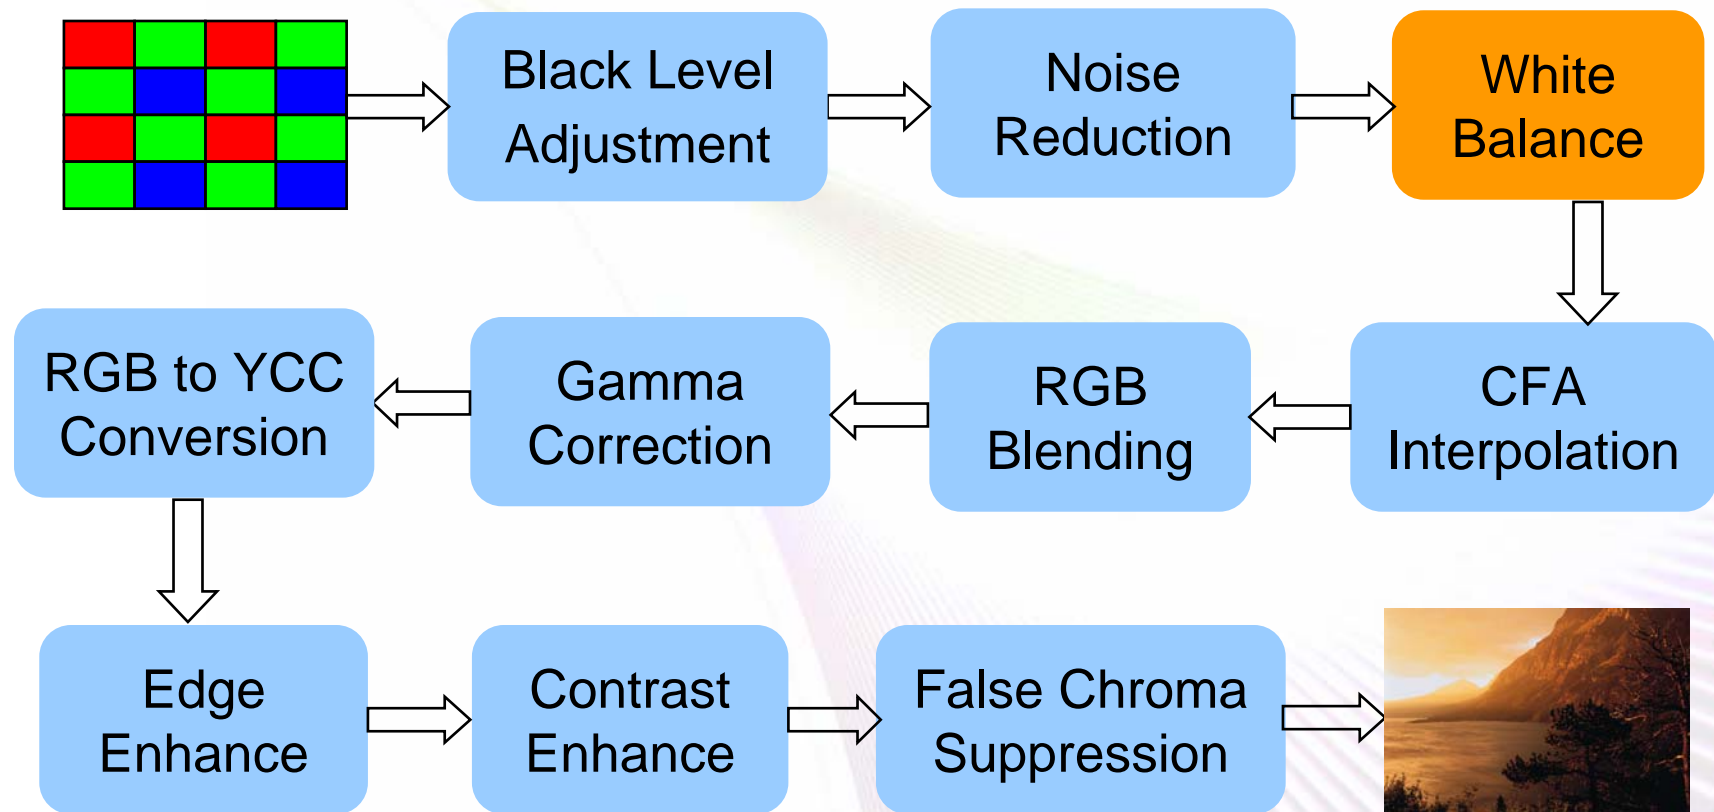 Black Level
Adjustment
Noise
Reduction
White
Balance
CFA
Interpolation
RGB
Blending
Gamma
Correction
RGB to YCC
Conversion
Edge
Enhance
Contrast
Enhance
False Chroma
Suppression